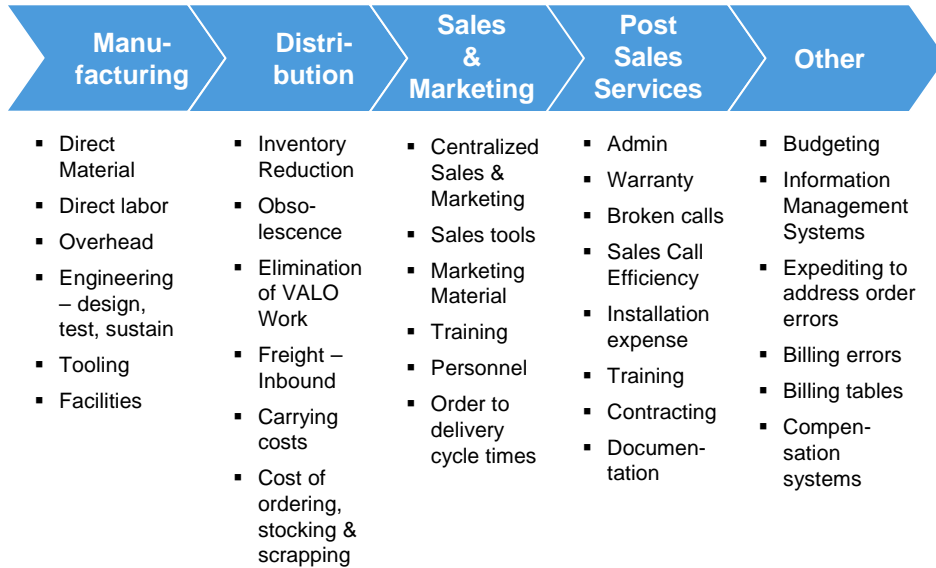 Manu-
facturing
Distri-
bution
Sales
&
Marketing
Post
Sales
Services
Other
▪ Direct
Material
▪ Direct labor
▪ Overhead
▪ Engineering
– design,
test, sustain
▪ Tooling
▪ Facilities
▪ Inventory
Reduction
▪ Obso-
lescence
▪ Elimination
of VALO
Work
▪ Freight –
Inbound
▪ Carrying
costs
▪ Cost of
ordering,
stocking &
scrapping
▪ Centralized
Sales &
Marketing
▪ Sales tools
▪ Marketing
Material
▪ Training
▪ Personnel
▪ Order to
delivery
cycle times
▪ Admin
▪ Warranty
▪ Broken calls
▪ Sales Call
Efficiency
▪ Installation
expense
▪ Training
▪ Contracting
▪ Documen-
tation
▪ Budgeting
▪ Information
Management
Systems
▪ Expediting to
address order
errors
▪ Billing errors
▪ Billing tables
▪ Compen-
sation
systems